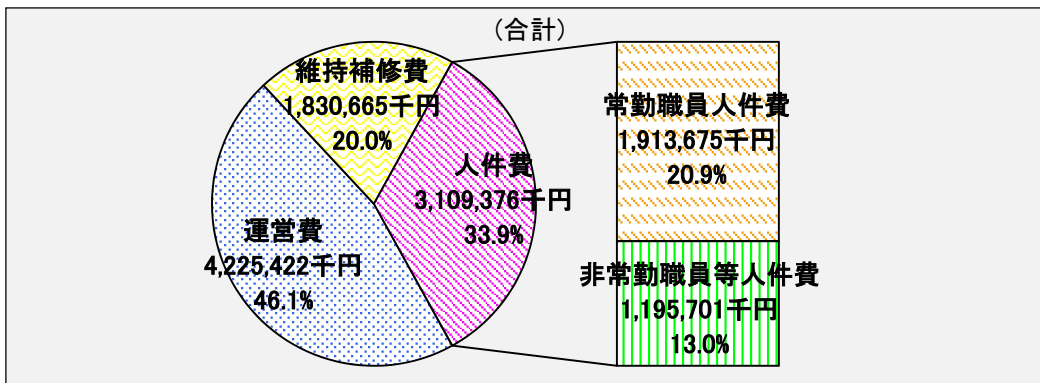 (合計)
維持補修費
1,830,665千円
20.0%
人件費
3,109,376千円
33.9%
運営費
4,225,422千円
46.1%
常勤職員人件費
1,913,675千円
20.9%
非常勤職員等人件費
1,195,701千円
13.0%